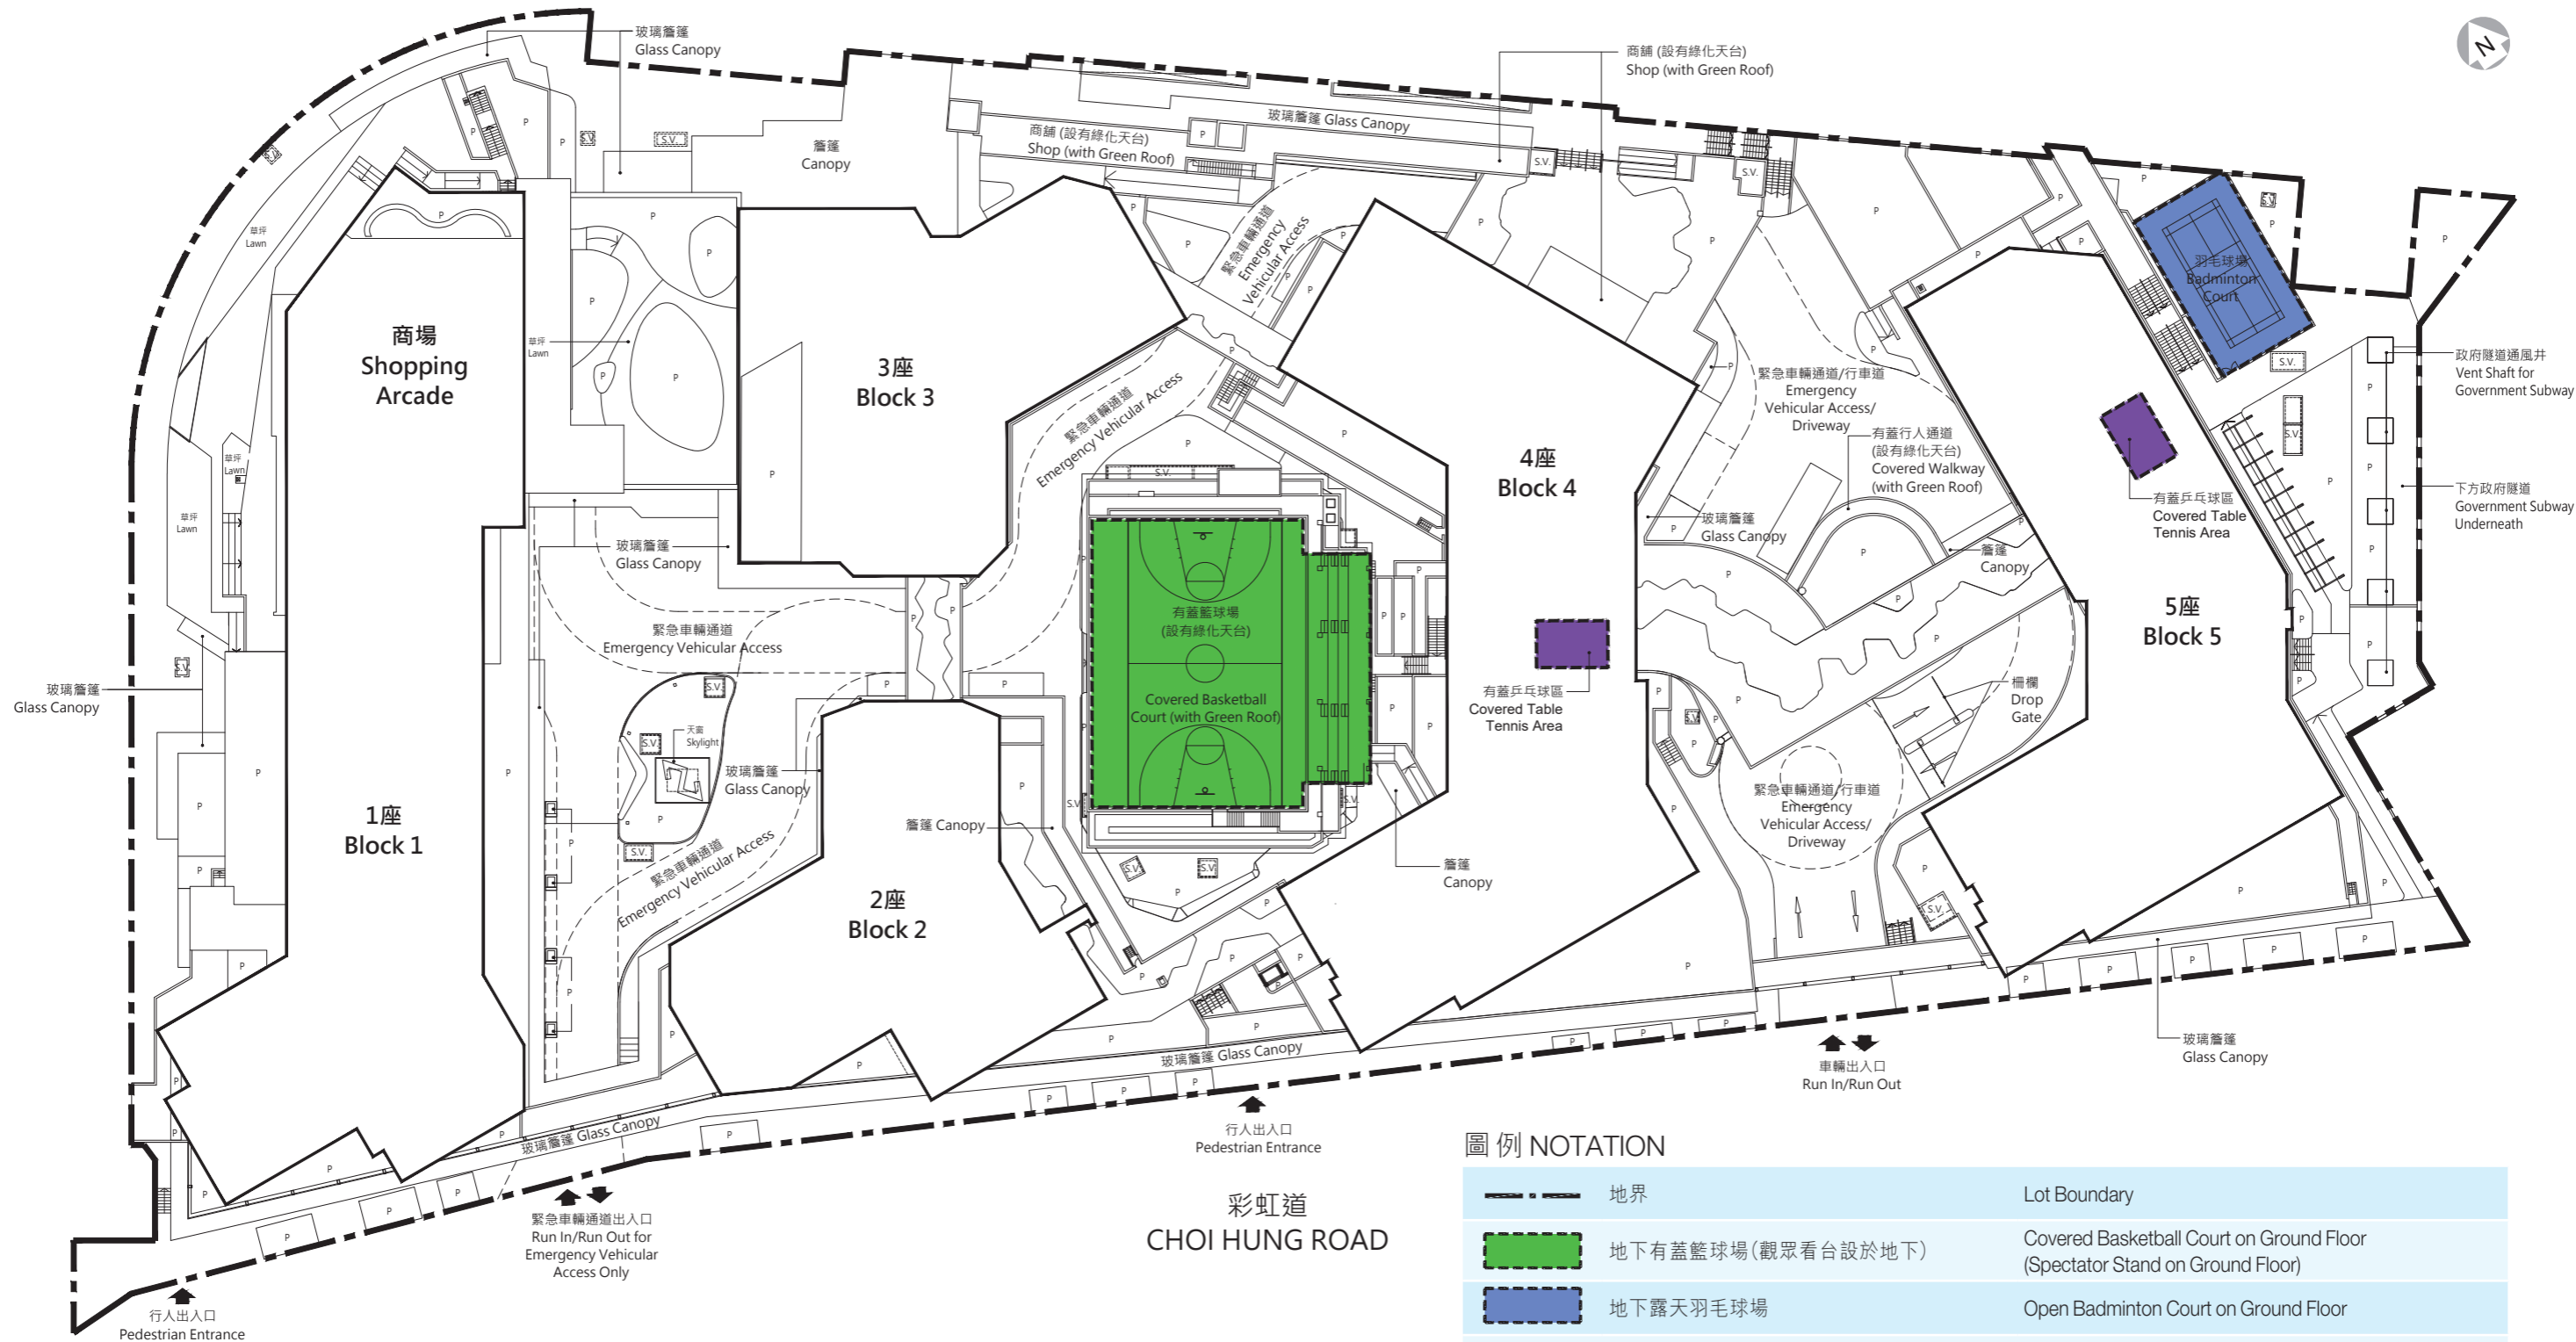 玻璃簷篷
Glass Canopy
商舖 (設有綠化天台)
Shop (with Green Roof)
N
玻璃簷篷 Glass Canopy
商舖 (設有綠化天台)
Shop (with Green Roof)
簷篷
Canopy
S.V.
S.V.
S.V.
S.V.
S.V.
S.V.
P
P
P
P
草坪
Lawn
緊急車輛通道
Emergency
Vehicular Access
羽毛球場
Badminton
Court
商場
Shopping
Arcade
草坪
Lawn
3座
Block 3
緊急車輛通道
Emergency Vehicular Access
緊急車輛通道/行車道
Emergency
Vehicular Access/
Driveway
政府隧道通風井
Vent Shaft for
Government Subway
S.V.
有蓋行人通道
(設有綠化天台)
Covered Walkway
(with Green Roof)
4座
Block 4
草坪
Lawn
草坪
Lawn
S.V.
S.V.
有蓋乒乓球區
Covered Table
Tennis Area
下方政府隧道
Government Subway
Underneath
玻璃簷篷
Glass Canopy
玻璃簷篷
Glass Canopy
簷篷
Canopy
有蓋籃球場
(設有綠化天台)
5座
Block 5
緊急車輛通道
Emergency Vehicular Access
S.V.
玻璃簷篷
Glass Canopy
S.V.
Covered Basketball
Court (with Green Roof)
有蓋乒乓球區
Covered Table
Tennis Area
柵欄
Drop
Gate
S.V.
S.V.
天窗
Skylight
玻璃簷篷
Glass Canopy
1座
Block 1
S.V.
S.V.
S.V.
緊急車輛通道/行車道
Emergency
Vehicular Access/
Driveway
簷篷 Canopy
緊急車輛通道
Emergency Vehicular Access
S.V.
S.V.
簷篷
Canopy
2座
Block 2
S.V.
玻璃簷篷
Glass Canopy
玻璃簷篷 Glass Canopy
車輛出入口
Run In/Run Out
玻璃簷篷 Glass Canopy
行人出入口
Pedestrian Entrance
緊急車輛通道出入口
Run In/Run Out for
Emergency Vehicular
Access Only
彩虹道
CHOI HUNG ROAD
行人出入口
Pedestrian Entrance
圖例 NOTATION
地界 Lot Boundary
地下有蓋籃球場(觀眾看台設於地下) Covered Basketball Court on Ground Floor
(Spectator Stand on Ground Floor)
地下露天羽毛球場 Open Badminton Court on Ground Floor